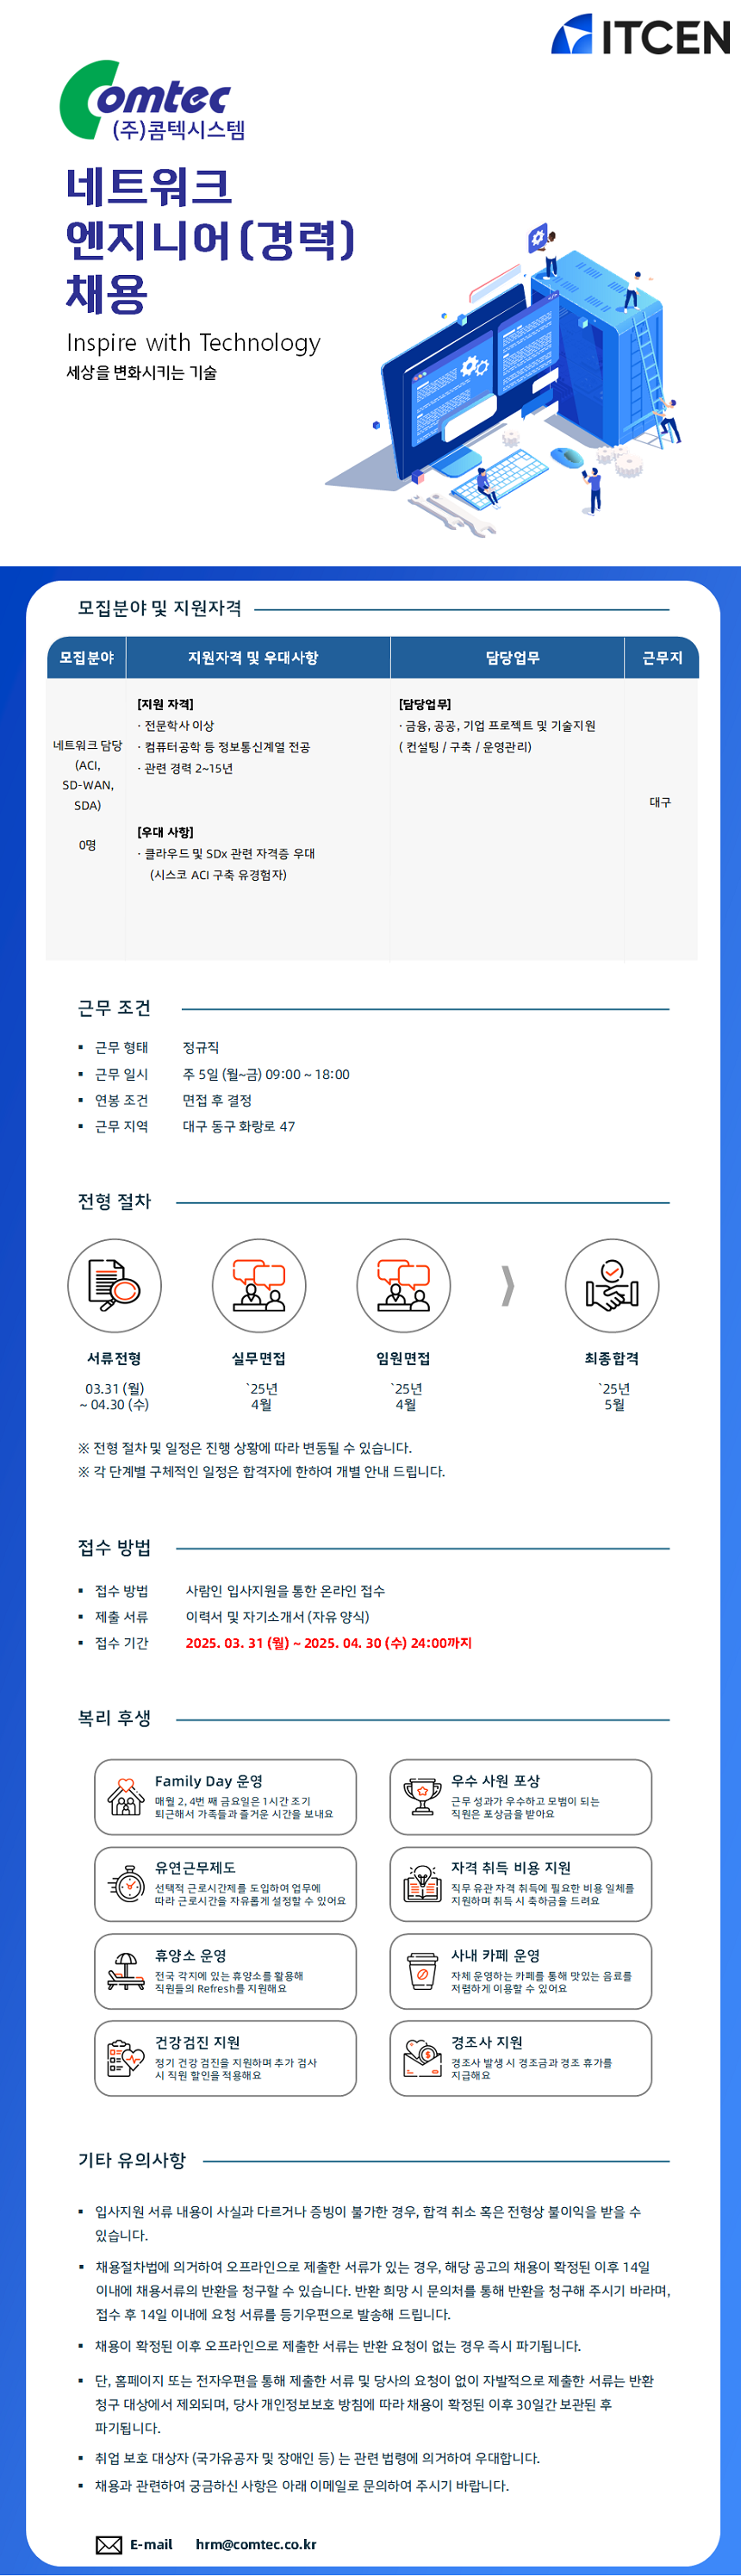 ITCEN
Comtec
(주)콤텍시스템
네트워크
엔지니어(경력)
채용
Inspire with Technology
세상을 변화시키는 기술
모집분야 및 지원자격
모집분야
지원자격 및 우대사항
담당업무
근무지
네트워크 담당
(ACI,
SD-WAN,
SDA)
0명
[지원 자격]
· 전문학사 이상
· 컴퓨터공학 등 정보통신계열 전공
· 관련 경력 2~15년
[우대 사항]
· 클라우드 및 SDx 관련 자격증 우대
(시스코 ACI 구축 유경험자)
[담당업무]
· 금융, 공공, 기업 프로젝트 및 기술지원
( 컨설팅 / 구축 / 운영관리)
대구
근무 조건
▪ 근무 형태 정규직
▪ 근무 일시 주 5일 (월~금) 09:00 ~ 18:00
▪ 연봉 조건 면접 후 결정
▪ 근무 지역 대구 동구 화랑로 47
전형 절차
서류전형
03.31 (월)
~ 04.30 (수)
실무면접
`25년
4월
임원면접
`25년
4월
최종합격
`25년
5월
※ 전형 절차 및 일정은 진행 상황에 따라 변동될 수 있습니다.
※ 각 단계별 구체적인 일정은 합격자에 한하여 개별 안내 드립니다.
접수 방법
▪ 접수 방법 사람인 입사지원을 통한 온라인 접수
▪ 제출 서류 이력서 및 자기소개서 (자유 양식)
▪ 접수 기간 2025. 03. 31 (월) ~ 2025. 04. 30 (수) 24:00까지
복리 후생
Family Day 운영
매월 2, 4번 째 금요일은 1시간 조기
퇴근해서 가족들과 즐거운 시간을 보내요
우수 사원 포상
근무 성과가 우수하고 모범이 되는
직원은 포상금을 받아요
유연근무제도
선택적 근로시간제를 도입하여 업무에
따라 근로시간을 자유롭게 설정할 수 있어요
자격 취득 비용 지원
직무 유관 자격 취득에 필요한 비용 일체를
지원하며 취득 시 축하금을 드려요
휴양소 운영
전국 각지에 있는 휴양소를 활용해
직원들의 Refresh를 지원해요
사내 카페 운영
자체 운영하는 카페를 통해 맛있는 음료를
저렴하게 이용할 수 있어요
건강검진 지원
정기 건강 검진을 지원하며 추가 검사
시 직원 할인을 적용해요
경조사 지원
경조사 발생 시 경조금과 경조 휴가를
지급해요
기타 유의사항
▪ 입사지원 서류 내용이 사실과 다르거나 증빙이 불가한 경우, 합격 취소 혹은 전형상 불이익을 받을 수
있습니다.
▪ 채용절차법에 의거하여 오프라인으로 제출한 서류가 있는 경우, 해당 공고의 채용이 확정된 이후 14일
이내에 채용서류의 반환을 청구할 수 있습니다. 반환 희망 시 문의처를 통해 반환을 청구해 주시기 바라며,
접수 후 14일 이내에 요청 서류를 등기우편으로 발송해 드립니다.
▪ 채용이 확정된 이후 오프라인으로 제출한 서류는 반환 요청이 없는 경우 즉시 파기됩니다.
▪ 단, 홈페이지 또는 전자우편을 통해 제출한 서류 및 당사의 요청이 없이 자발적으로 제출한 서류는 반환
청구 대상에서 제외되며, 당사 개인정보보호 방침에 따라 채용이 확정된 이후 30일간 보관된 후
파기됩니다.
▪ 취업 보호 대상자 (국가유공자 및 장애인 등) 는 관련 법령에 의거하여 우대합니다.
▪ 채용과 관련하여 궁금하신 사항은 아래 이메일로 문의하여 주시기 바랍니다.
E-mail hrm@comtec.co.kr